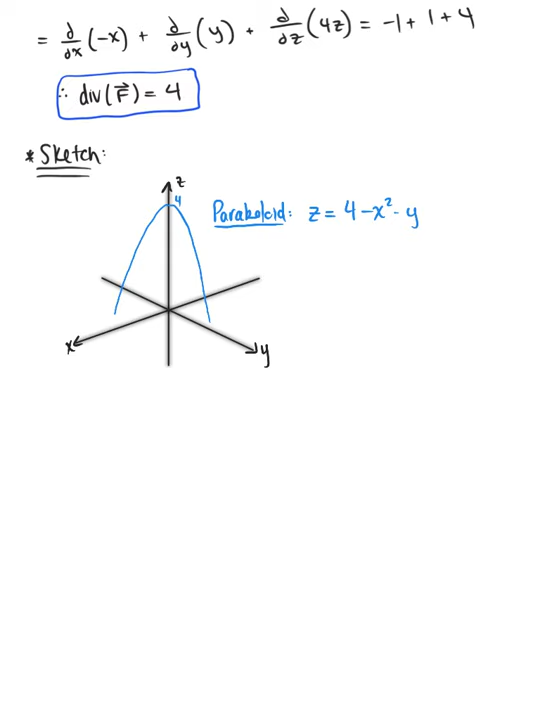 = ∂/∂x (-x) + ∂/∂y (y) + ∂/∂z (4z) = -1 + 1 + 4
∴ div(F⃗) = 4
* Sketch:
z
4
Paraboloid: z = 4 - x² - y
x
y